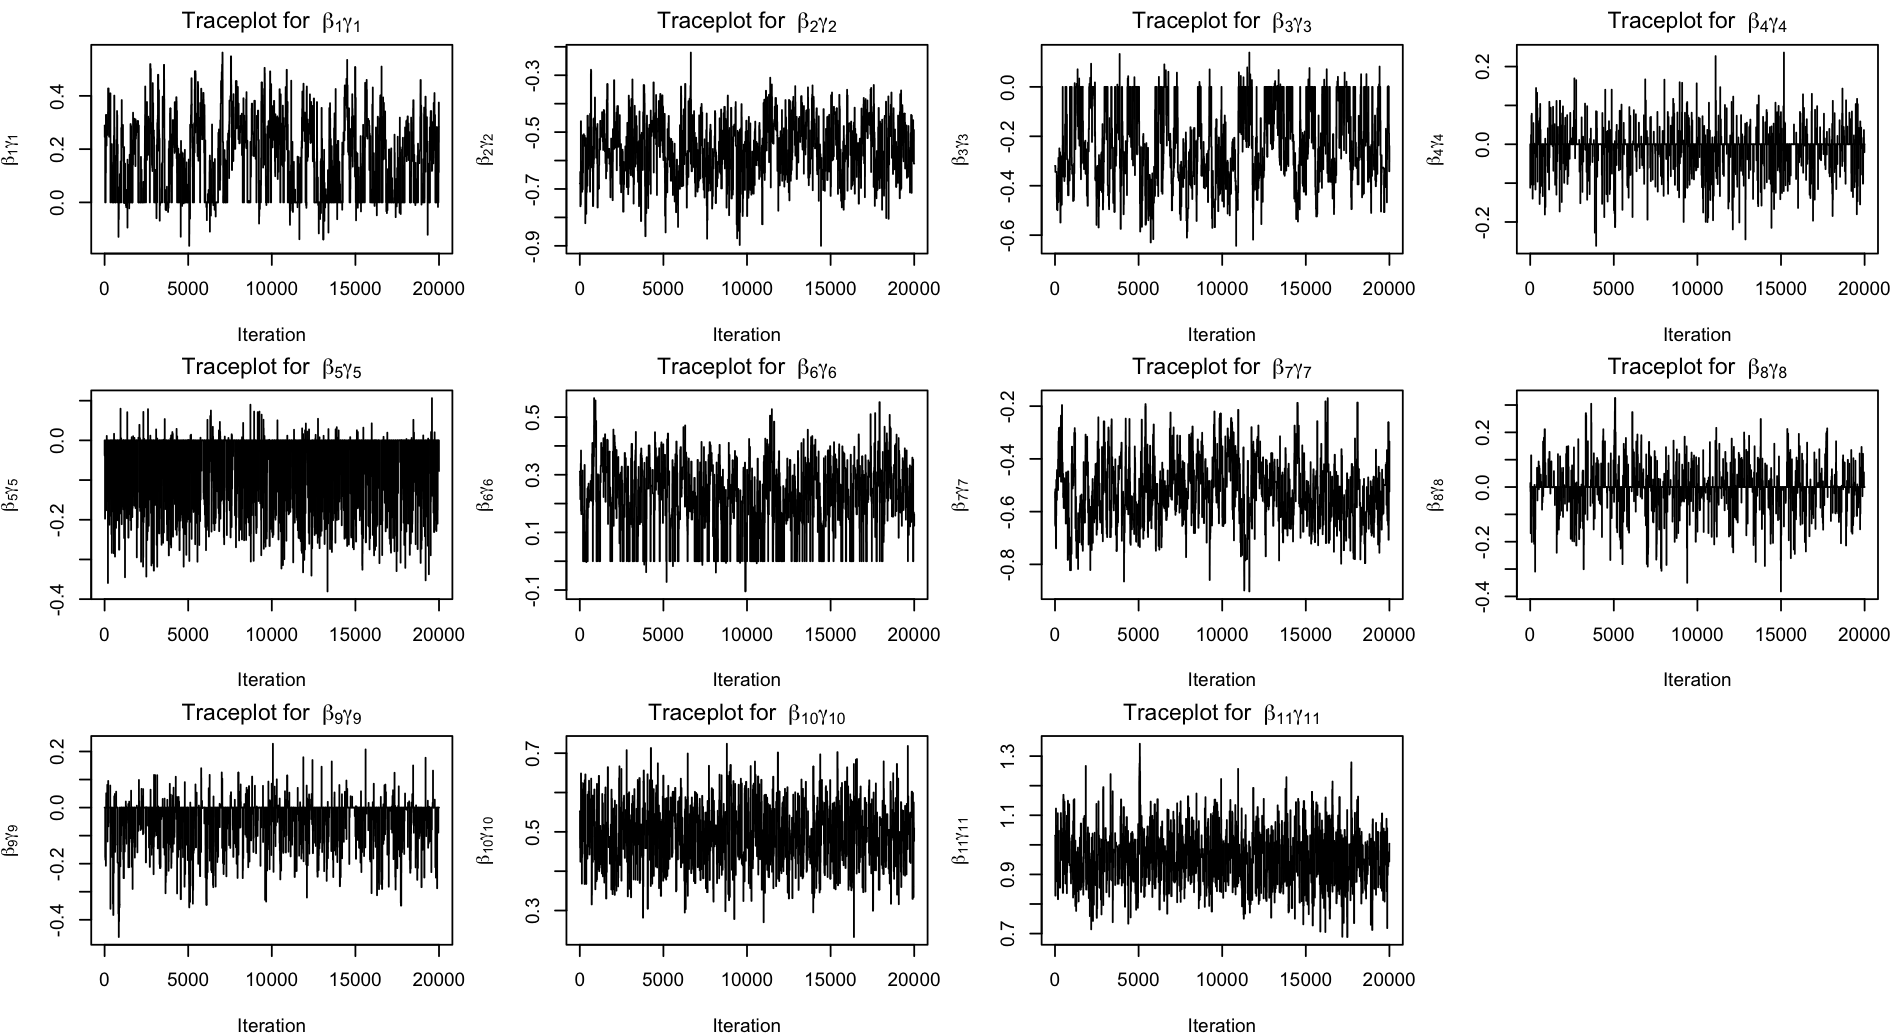 Traceplot for β1γ1
β1γ1
0.0 0.2 0.4
0 5000 10000 15000 20000
Iteration
Traceplot for β2γ2
β2γ2
-0.9 -0.7 -0.5 -0.3
0 5000 10000 15000 20000
Iteration
Traceplot for β3γ3
β3γ3
-0.6 -0.4 -0.2 0.0
0 5000 10000 15000 20000
Iteration
Traceplot for β4γ4
β4γ4
-0.2 0.0 0.2
0 5000 10000 15000 20000
Iteration
Traceplot for β5γ5
β5γ5
-0.4 -0.2 0.0
0 5000 10000 15000 20000
Iteration
Traceplot for β6γ6
β6γ6
-0.1 0.1 0.3 0.5
0 5000 10000 15000 20000
Iteration
Traceplot for β7γ7
β7γ7
-0.8 -0.6 -0.4 -0.2
0 5000 10000 15000 20000
Iteration
Traceplot for β8γ8
β8γ8
-0.4 -0.2 0.0 0.2
0 5000 10000 15000 20000
Iteration
Traceplot for β9γ9
β9γ9
-0.4 -0.2 0.0 0.2
0 5000 10000 15000 20000
Iteration
Traceplot for β10γ10
β10γ10
0.3 0.5 0.7
0 5000 10000 15000 20000
Iteration
Traceplot for β11γ11
β11γ11
0.7 0.9 1.1 1.3
0 5000 10000 15000 20000
Iteration